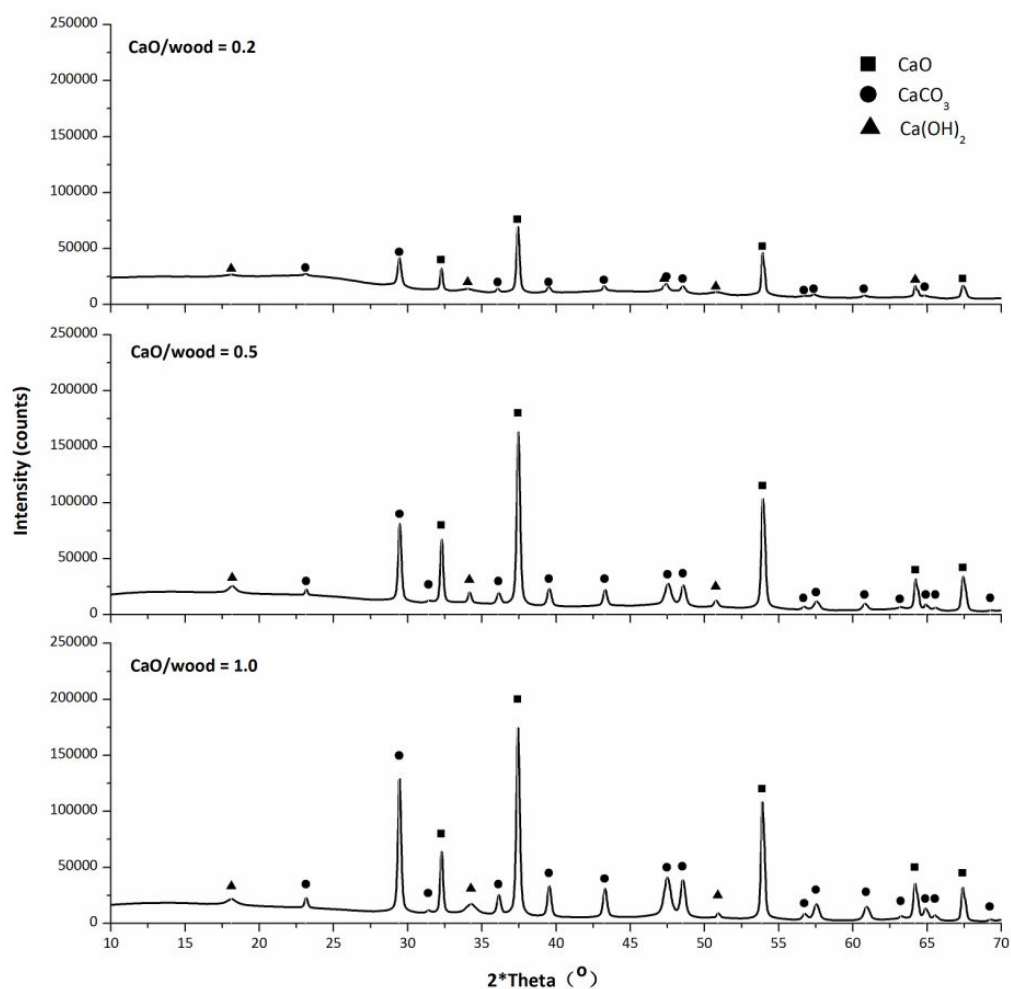 250000
CaO/wood = 0.2
200000
CaO
CaCO3
150000
Ca(OH)2
100000
50000
0
250000
CaO/wood = 0.5
200000
150000
100000
50000
0
Intensity (counts)
250000
CaO/wood = 1.0
200000
150000
100000
50000
0
10 15 20 25 30 35 40 45 50 55 60 65 70
2*Theta (o)